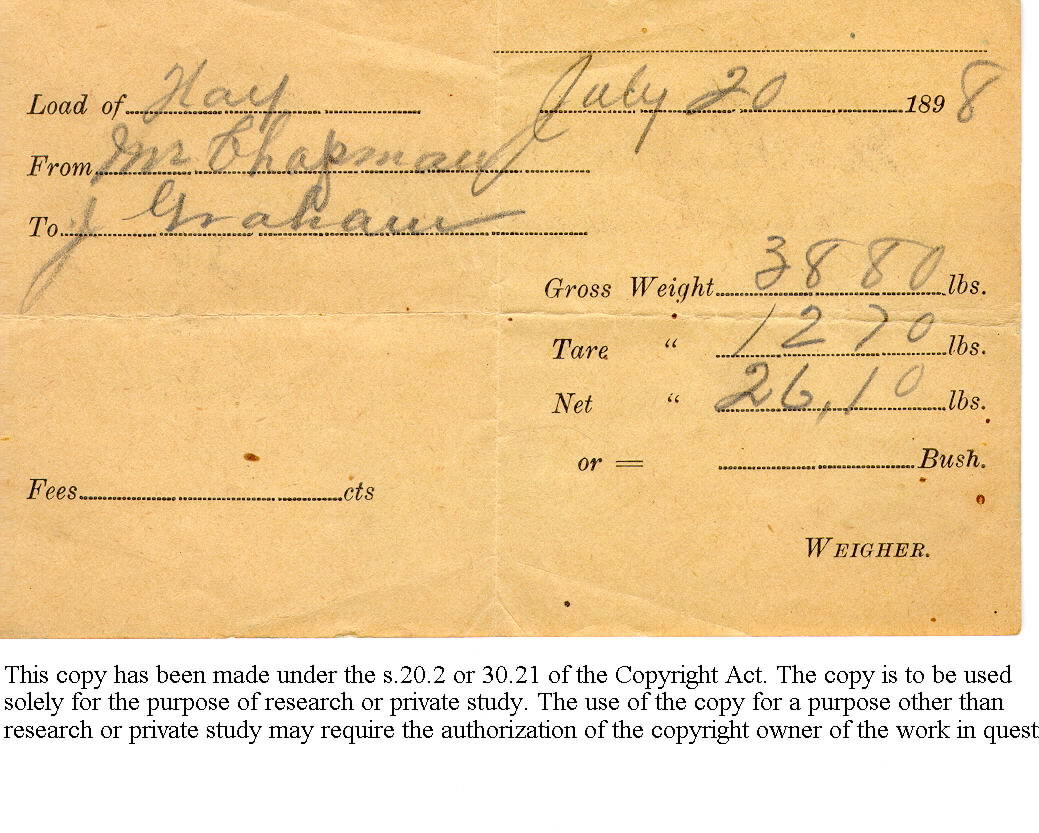 Load of Hay July 20 1898
From Mr Chapman
To J Graham
Gross Weight 3880 lbs.
Tare " 1270 lbs.
Net " 26,10 lbs.
or = Bush.
Fees cts
WEIGHER.
This copy has been made under the s.20.2 or 30.21 of the Copyright Act. The copy is to be used
solely for the purpose of research or private study. The use of the copy for a purpose other than
research or private study may require the authorization of the copyright owner of the work in quest